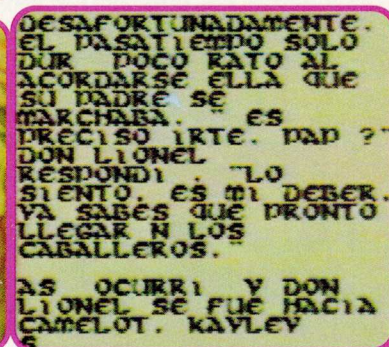 DESAFORTUNADAMENTE.
EL PASATIEMPO SOLO
DUR POCO RATO AL
ACORDARSE ELLA QUE
SU PADRE SE
MARCHABA. " ES
PRECISO IRTE. PAP ?
DON LIONEL
RESPONDI . "LO
SIENTO. ES MI DEBER.
YA SABES QUE PRONTO
LLEGAR N LOS
CABALLEROS."
AS OCURRI Y DON
LIONEL SE FUE HACIA
CAMELOT. KAYLEY